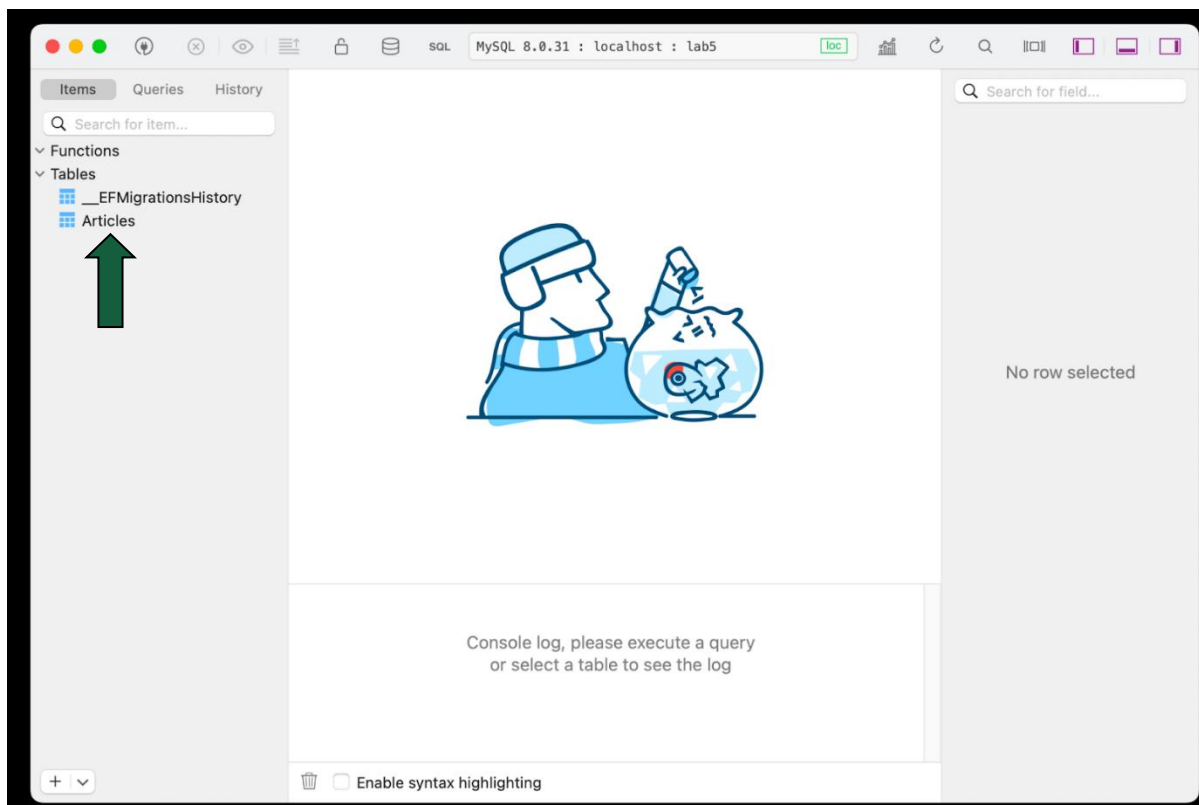 SQL
MySQL 8.0.31 : localhost : lab5
loc
Items Queries History
Search for item...
Functions
Tables
__EFMigrationsHistory
Articles
Search for field...
No row selected
Console log, please execute a query
or select a table to see the log
Enable syntax highlighting